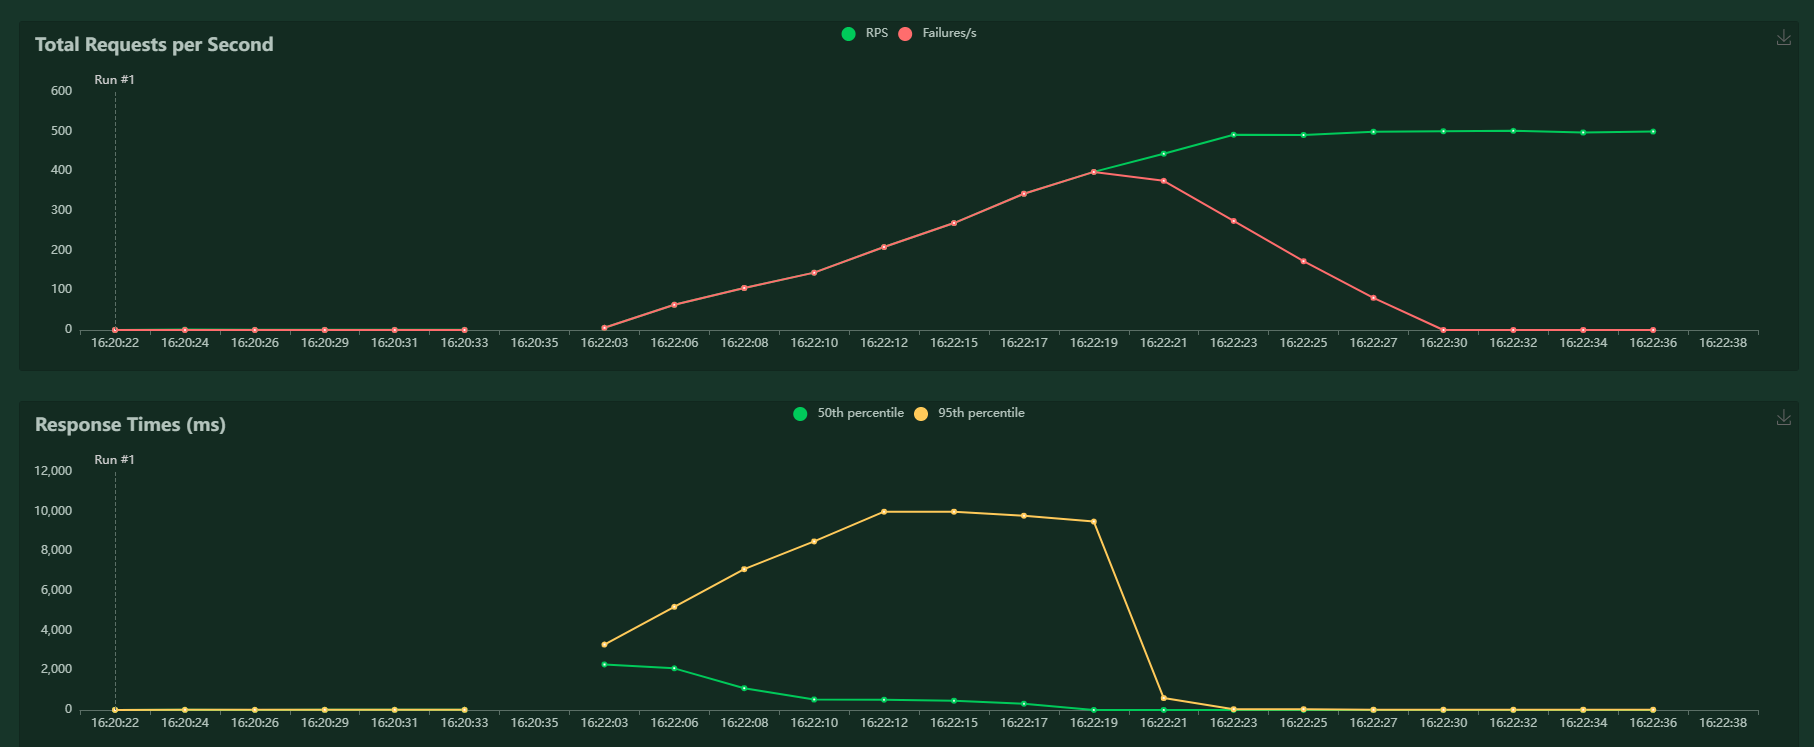 Total Requests per Second
RPS Failures/s
Run #1
600
500
400
300
200
100
0
16:20:22 16:20:24 16:20:26 16:20:29 16:20:31 16:20:33 16:20:35 16:22:03 16:22:06 16:22:08 16:22:10 16:22:12 16:22:15 16:22:17 16:22:19 16:22:21 16:22:23 16:22:25 16:22:27 16:22:30 16:22:32 16:22:34 16:22:36 16:22:38
Response Times (ms)
50th percentile 95th percentile
Run #1
12,000
10,000
8,000
6,000
4,000
2,000
0
16:20:22 16:20:24 16:20:26 16:20:29 16:20:31 16:20:33 16:20:35 16:22:03 16:22:06 16:22:08 16:22:10 16:22:12 16:22:15 16:22:17 16:22:19 16:22:21 16:22:23 16:22:25 16:22:27 16:22:30 16:22:32 16:22:34 16:22:36 16:22:38